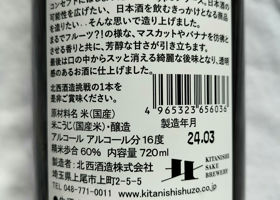 コンセプトにはじめ
可能性を広げたい、日本酒
日本酒を飲むきっかけとなる商品
を造りたい。そんな想いで造り上げました。
まるでフルーツ?!の様な、マスカットやバナナを彷彿と
させる香りと共に、芳醇な甘さが引き立ちます。
最後は口の中からスッと消える綺麗な後味となり、透明
感のあるお酒に仕上がりました。
北西酒造挑戦の1本を
是非ご賞味ください。
4 965323 656036
原材料名 米(国産)
米こうじ(国産米)・醸造
アルコール アルコール分16度
精米歩合 60% 内容量 720ml
製造年月
24.03
製造者 北西酒造株式会社
埼玉県上尾市上町2-5-5
TEL 048-771-0011
www.kitanishishuzo.co.jp
KITANISHI
SAKE
BREWERY